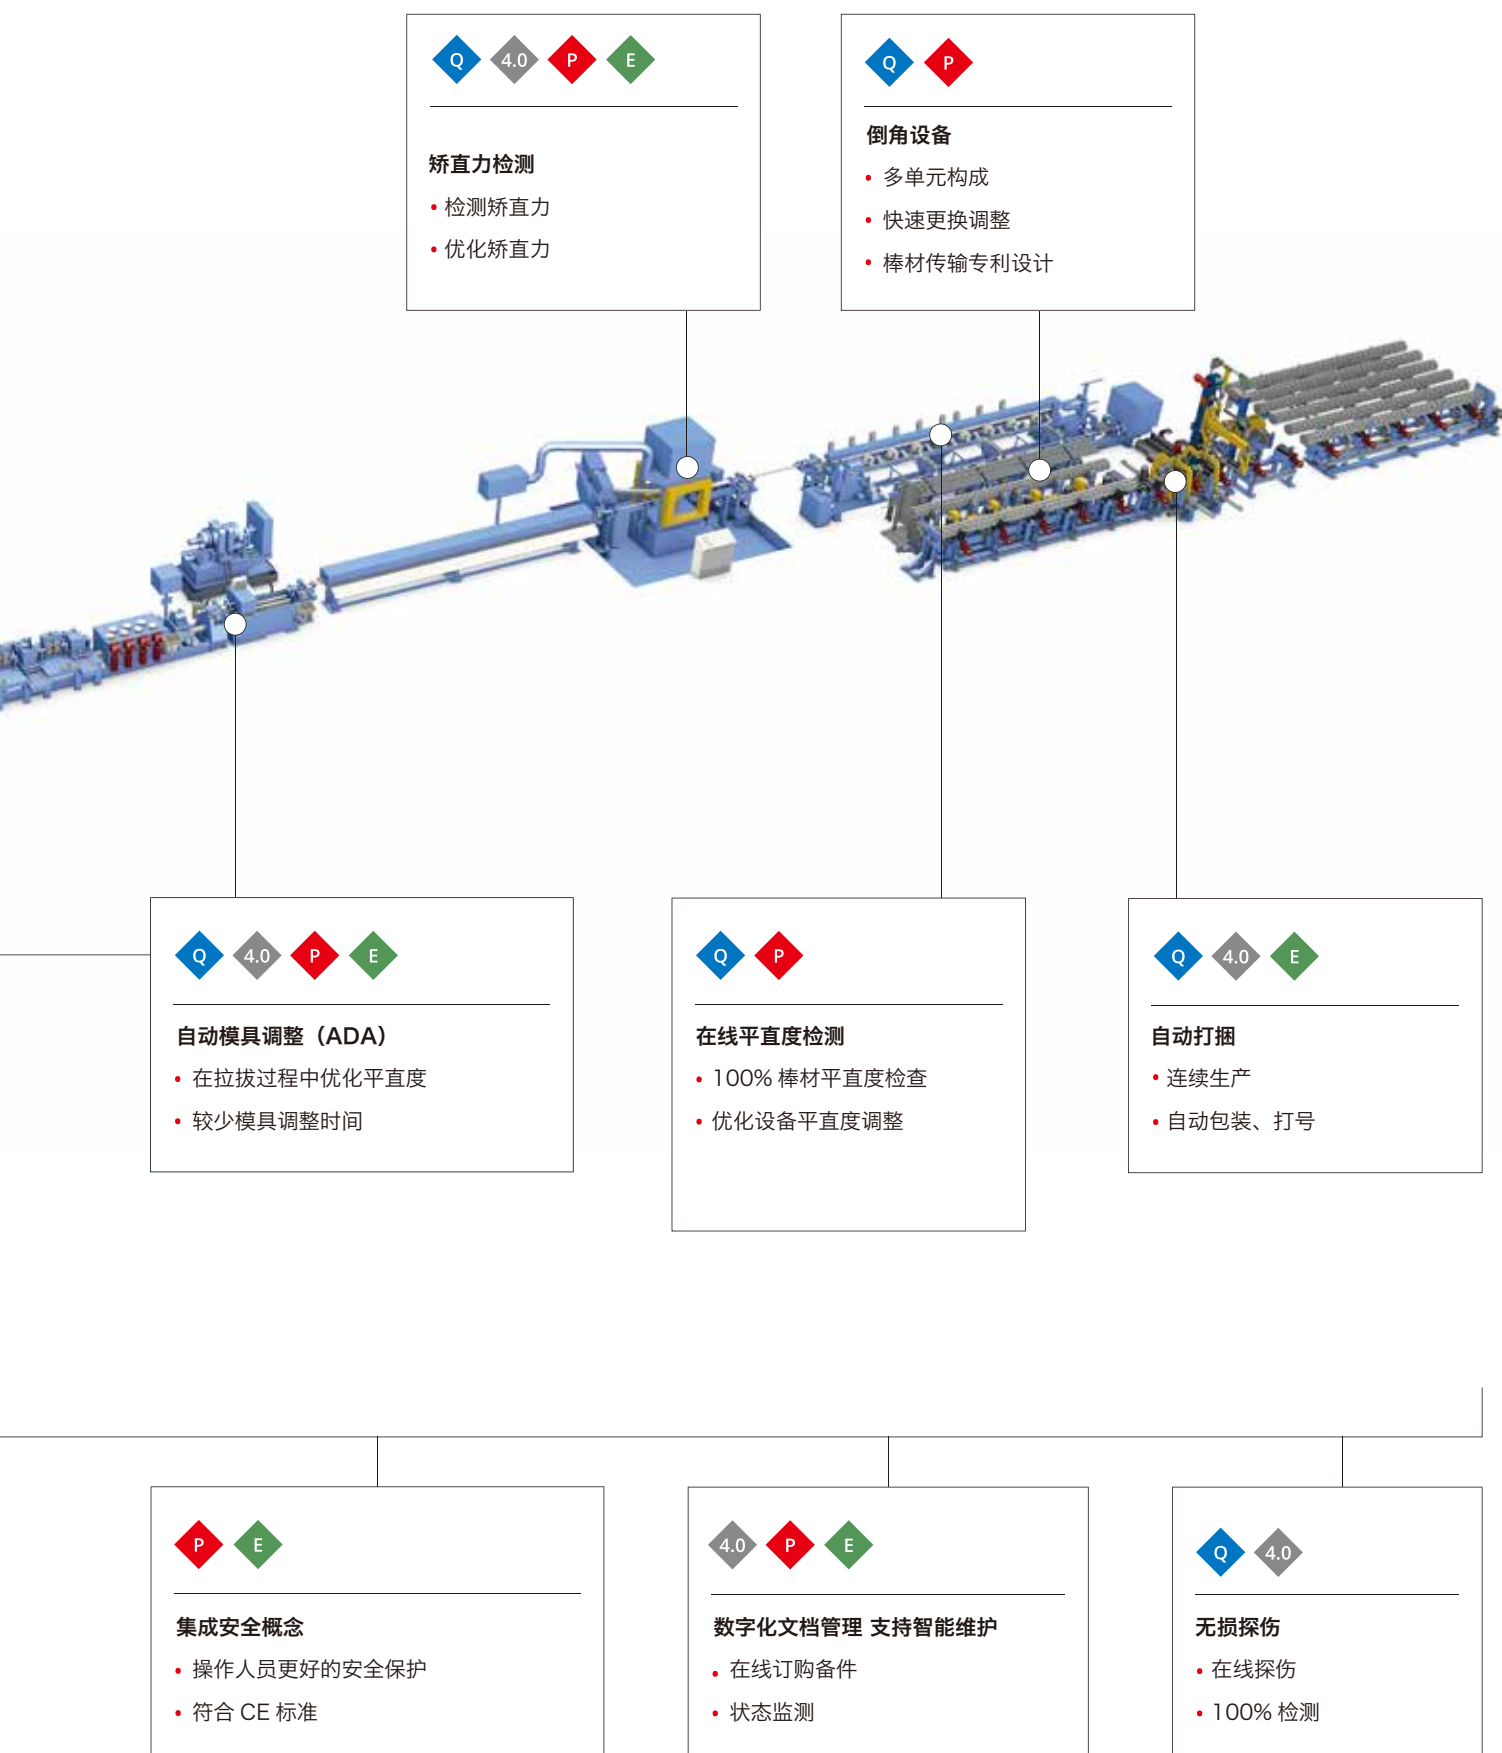 Q 4.0 P E
矫直力检测
• 检测矫直力
• 优化矫直力
Q P
倒角设备
• 多单元构成
• 快速更换调整
• 棒材传输专利设计
Q 4.0 P E
自动模具调整（ADA）
• 在拉拔过程中优化平直度
• 较少模具调整时间
Q P
在线平直度检测
• 100% 棒材平直度检查
• 优化设备平直度调整
Q 4.0 E
自动打捆
• 连续生产
• 自动包装、打号
P E
集成安全概念
• 操作人员更好的安全保护
• 符合 CE 标准
4.0 P E
数字化文档管理 支持智能维护
• 在线订购备件
• 状态监测
Q 4.0
无损探伤
• 在线探伤
• 100% 检测